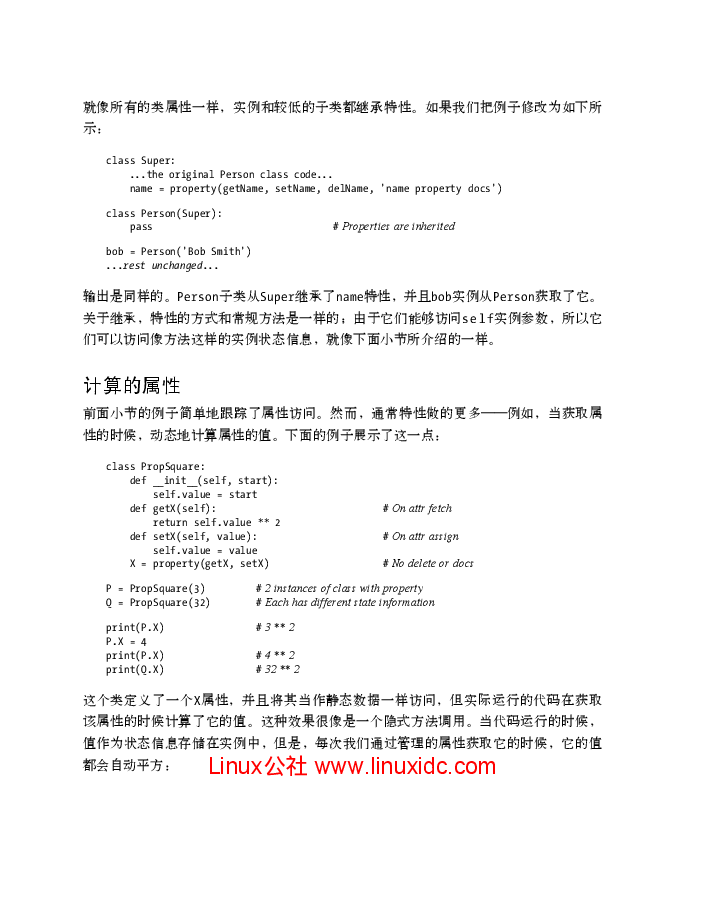 就像所有的类属性一样，实例和较低的子类都继承特性。如果我们把例子修改为如下所
示：
class Super:
    ...the original Person class code...
    name = property(getName, setName, delName, 'name property docs')
class Person(Super):
    pass                              # Properties are inherited
bob = Person('Bob Smith')
...rest unchanged...
输出是同样的。Person子类从Super继承了name特性，并且bob实例从Person获取了它。
关于继承，特性的方式和常规方法是一样的；由于它们能够访问self实例参数，所以它
们可以访问像方法这样的实例状态信息，就像下面小节所介绍的一样。
计算的属性
前面小节的例子简单地跟踪了属性访问。然而，通常特性做的更多——例如，当获取属
性的时候，动态地计算属性的值。下面的例子展示了这一点：
class PropSquare:
    def __init__(self, start):
        self.value = start
    def getX(self):                            # On attr fetch
        return self.value ** 2
    def setX(self, value):                     # On attr assign
        self.value = value
    X = property(getX, setX)                   # No delete or docs
P = PropSquare(3)        # 2 instances of class with property
Q = PropSquare(32)       # Each has different state information
print(P.X)               # 3 ** 2
P.X = 4
print(P.X)               # 4 ** 2
print(Q.X)               # 32 ** 2
这个类定义了一个X属性，并且将其当作静态数据一样访问，但实际运行的代码在获取
该属性的时候计算了它的值。这种效果很像是一个隐式方法调用。当代码运行的时候，
值作为状态信息存储在实例中，但是，每次我们通过管理的属性获取它的时候，它的值
都会自动平方：
Linux公社 www.linuxidc.com